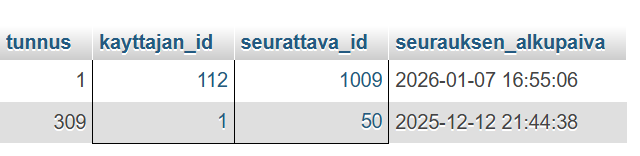 tunnus kayttajan_id seurattava_id seurauksen_alkupaiva
1 112 1009 2026-01-07 16:55:06
309 1 50 2025-12-12 21:44:38